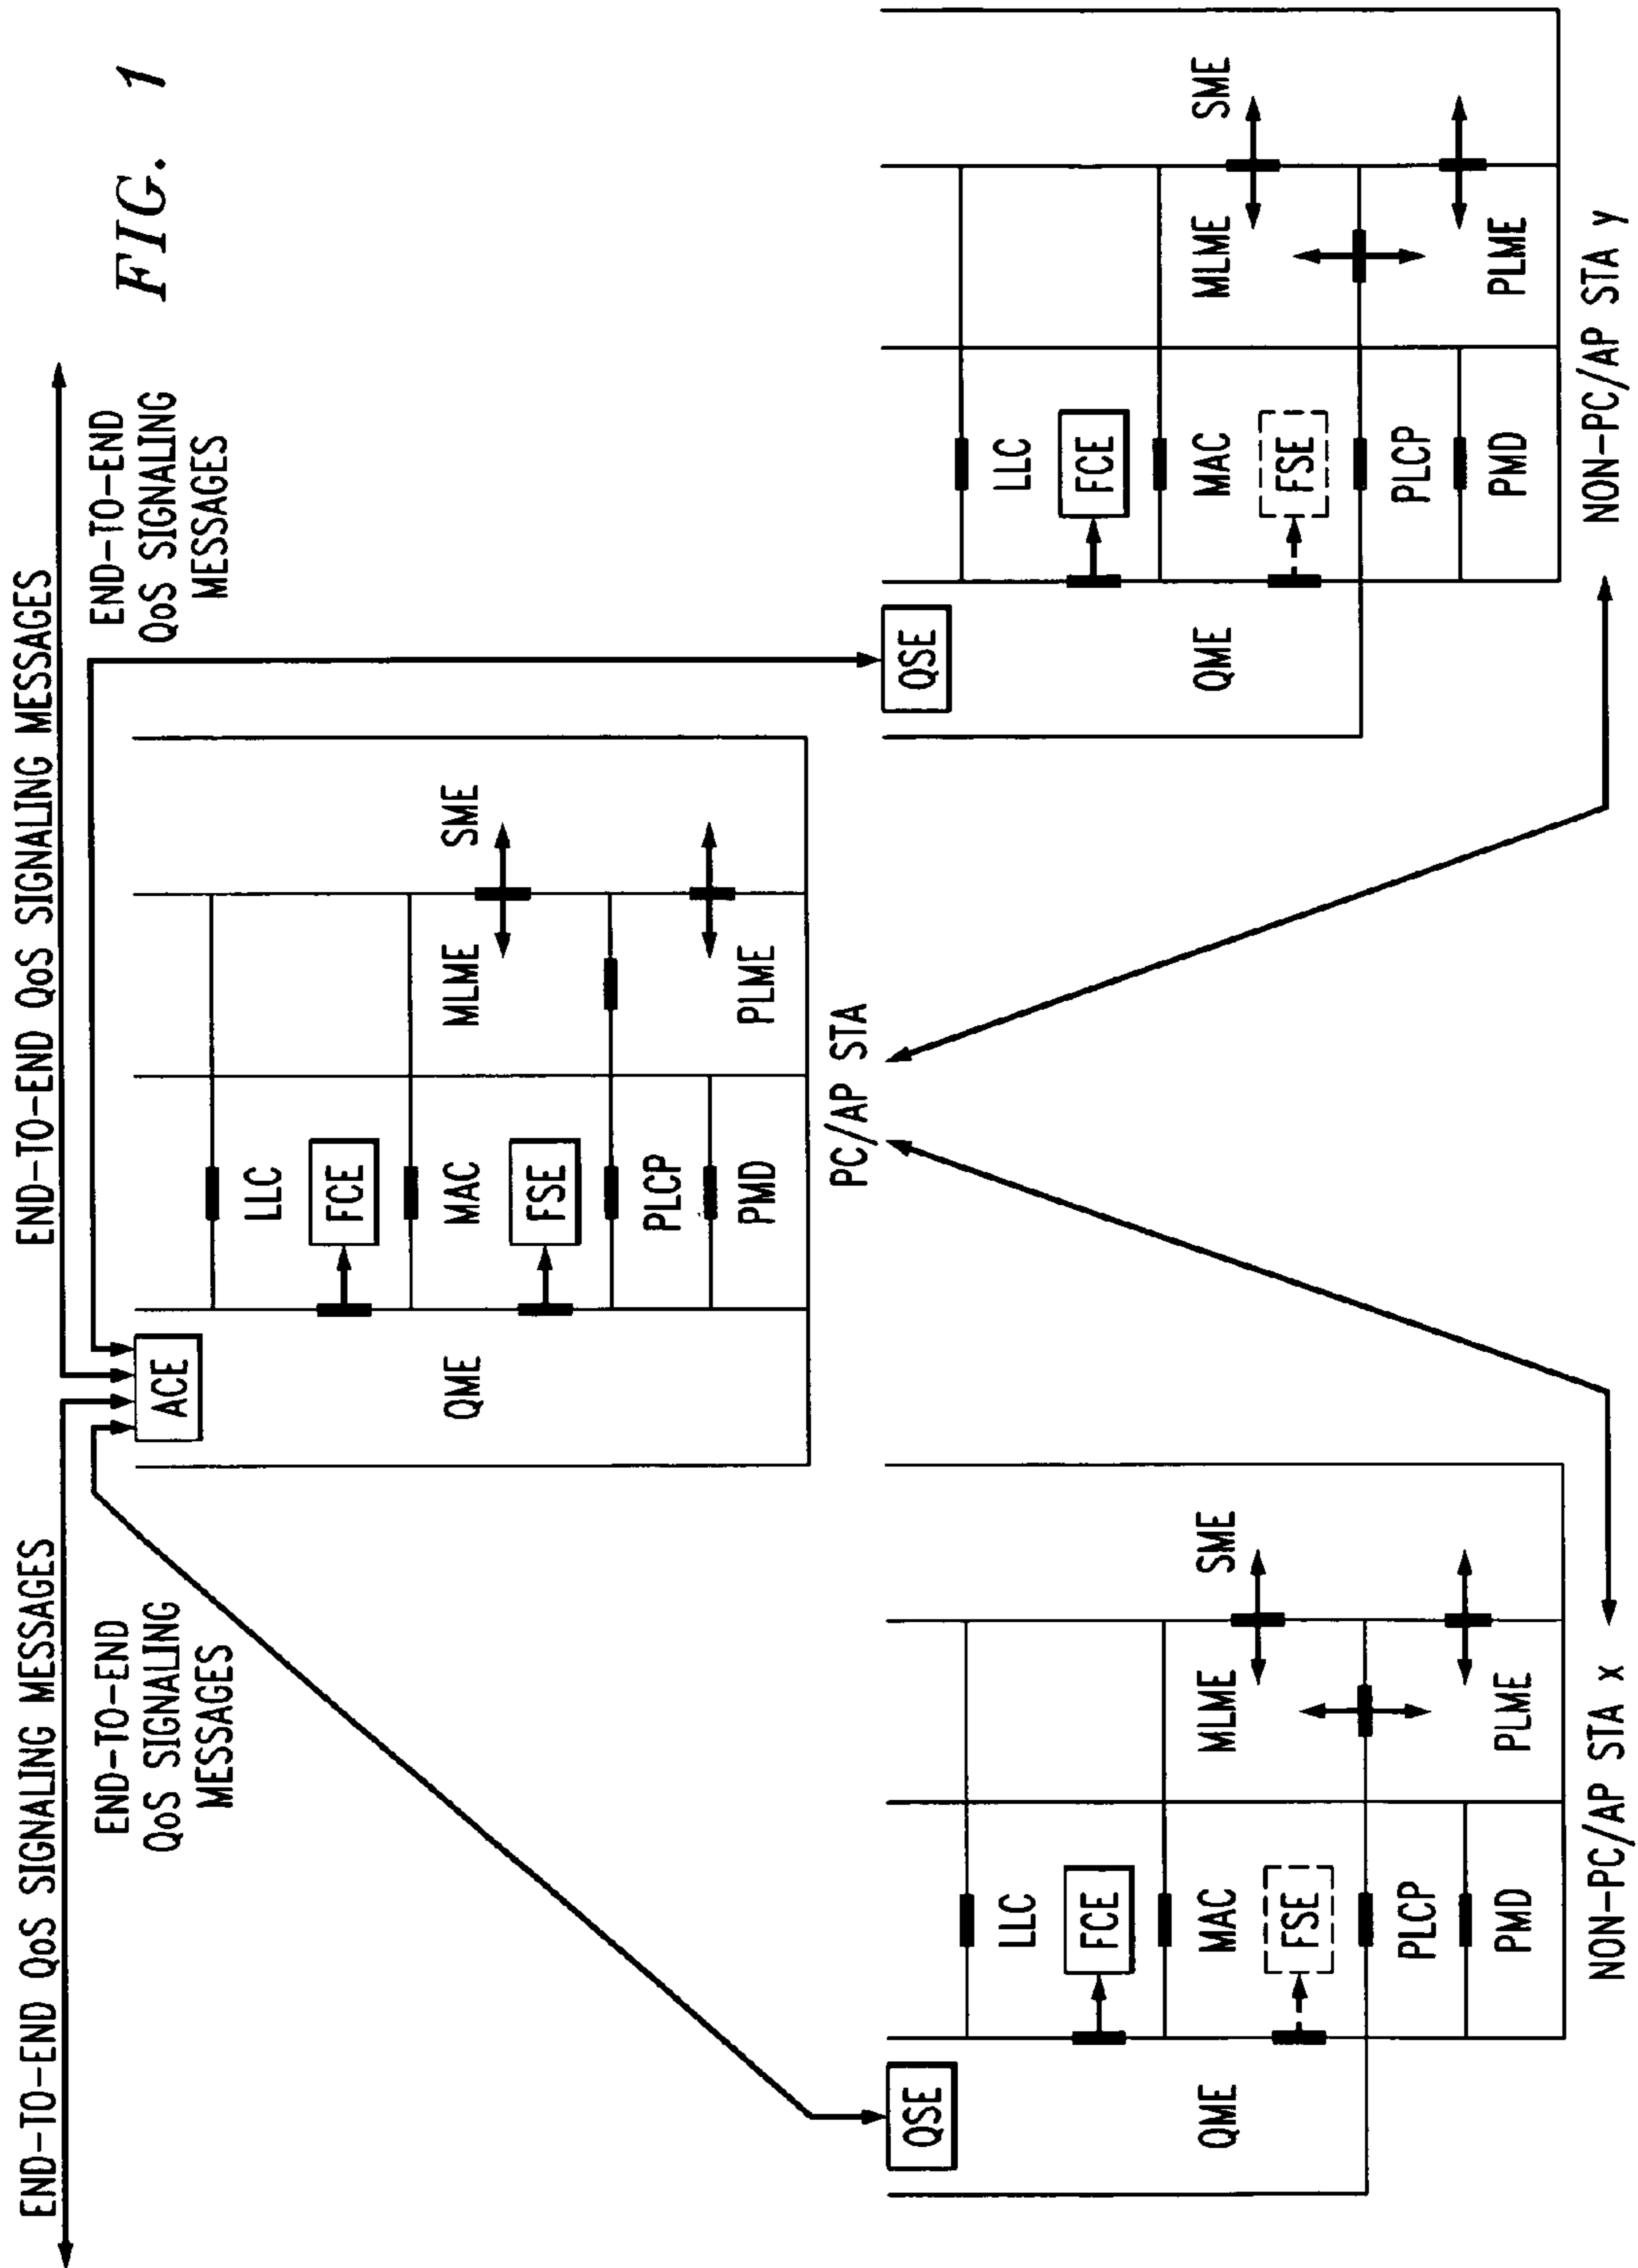 FIG. 1
END-TO-END QoS SIGNALING MESSAGES
END-TO-END QoS SIGNALING MESSAGES
END-TO-END
QoS SIGNALING
MESSAGES
END-TO-END
QoS SIGNALING
MESSAGES
ACE
QME
LLC
FCE
MAC
FSE
PLCP
PMD
MLME
PLME
SME
PC/AP STA
QSE
QME
LLC
FCE
MAC
FSE
PLCP
PMD
MLME
PLME
SME
NON-PC/AP STA x
QSE
QME
LLC
FCE
MAC
FSE
PLCP
PMD
MLME
PLME
SME
NON-PC/AP STA y